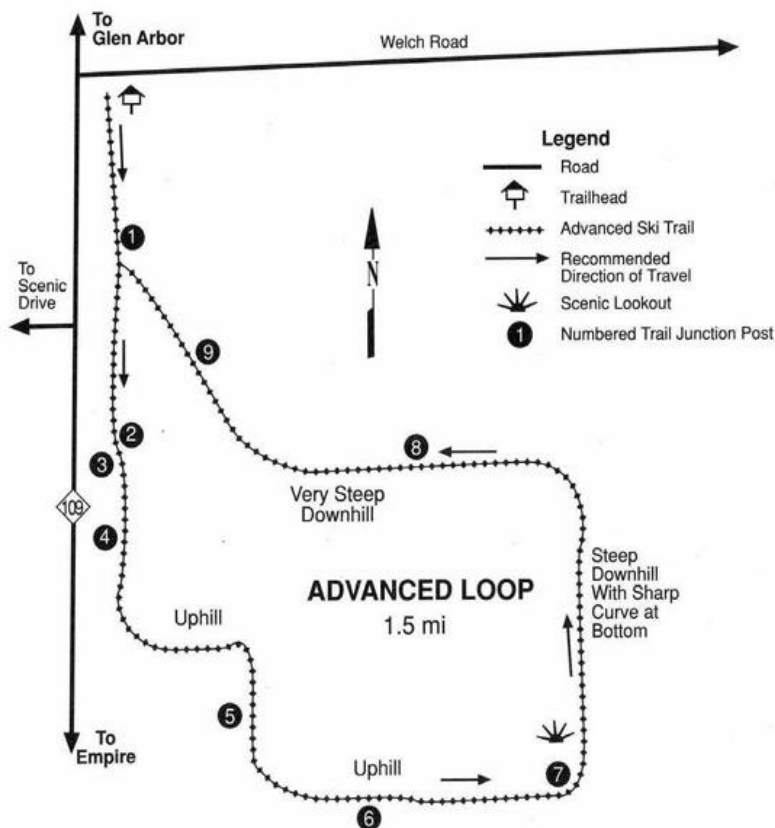 To
Glen Arbor
Welch Road
Legend
Road
Trailhead
Advanced Ski Trail
Recommended
Direction of Travel
Scenic Lookout
1 Numbered Trail Junction Post
1
To
Scenic
Drive
N
9
2
3
8
109
4
Very Steep
Downhill
Steep
Downhill
With Sharp
Curve at
Bottom
ADVANCED LOOP
1.5 mi
Uphill
5
To
Empire
Uphill
7
6